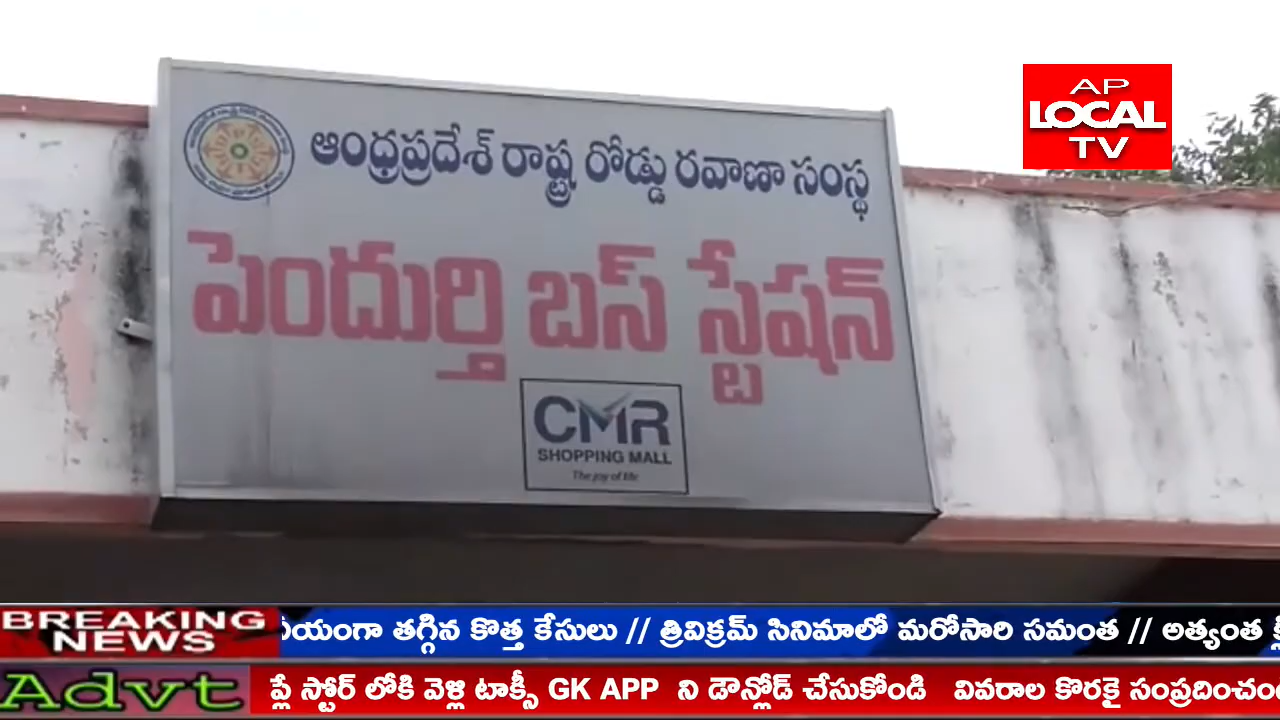 AP
LOCAL
TV
ఆంధ్రప్రదేశ్ రాష్ట్ర రోడ్డు రవాణా సంస్థ
పెందుర్తి బస్ స్టేషన్
CMR
SHOPPING MALL
The joy of life
BREAKING
NEWS
తగ్గిన కొత్త కేసులు // త్రివిక్రమ్ సినిమాలో మరోసారి సమంత // అత్యంత
Advt
ప్లే స్టోర్ లోకి వెళ్లి టాక్సీ GK APP ని డౌన్లోడ్ చేసుకోండి వివరాల కొరకై